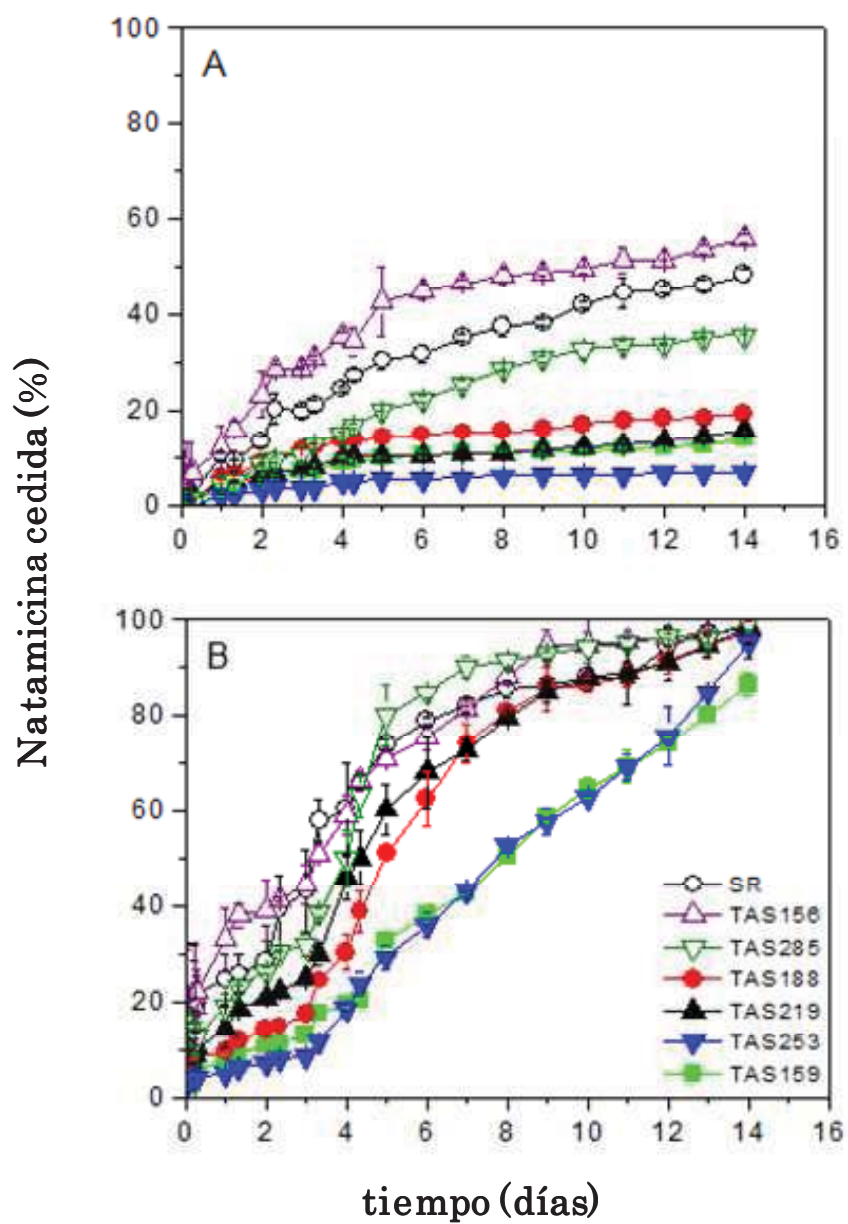 100
A
80
60
40
20
0
0 2 4 6 8 10 12 14 16
Natamicina cedida (%)
100
B
80
60
40
20
0
SR
TAS156
TAS285
TAS188
TAS219
TAS253
TAS159
0 2 4 6 8 10 12 14 16
tiempo (días)